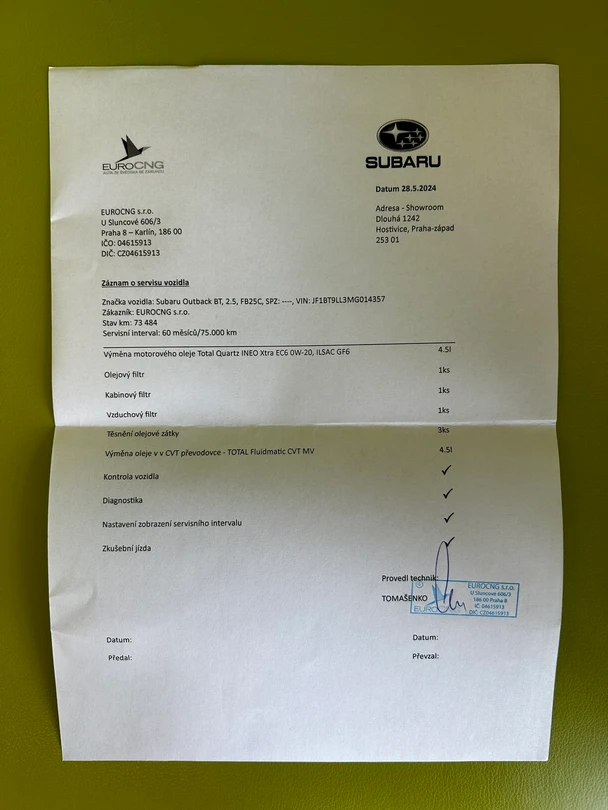 EUROCNG
AUTA ZE ŠVÉDSKA SE ZÁRUKOU
SUBARU
Datum 28.5.2024
EUROCNG s.r.o.
U Sluncové 606/3
Praha 8 – Karlín, 186 00
IČO: 04615913
DIČ: CZ04615913
Adresa - Showroom
Dlouhá 1242
Hostivice, Praha-západ
253 01
Záznam o servisu vozidla
Značka vozidla: Subaru Outback BT, 2.5, FB25C, SPZ: ----, VIN: JF1BT9LL3MG014357
Zákazník: EUROCNG s.r.o.
Stav km: 73 484
Servisní interval: 60 měsíců/75.000 km
Výměna motorového oleje Total Quartz INEO Xtra EC6 0W-20, ILSAC GF6 4.5l
Olejový filtr 1ks
Kabinový filtr 1ks
Vzduchový filtr 1ks
Těsnění olejové zátky 3ks
Výměna oleje v v CVT převodovce - TOTAL Fluidmatic CVT MV 4.5l
Kontrola vozidla ✓
Diagnostika ✓
Nastavení zobrazení servisního intervalu ✓
Zkušební jízda ✓
Provedl technik:
TOMAŠENKO
EUROCNG s.r.o.
U Sluncové 606/3
186 00 Praha 8
IČ: 04615913
DIČ: CZ04615913
Datum: Datum:
Předal: Převzal: